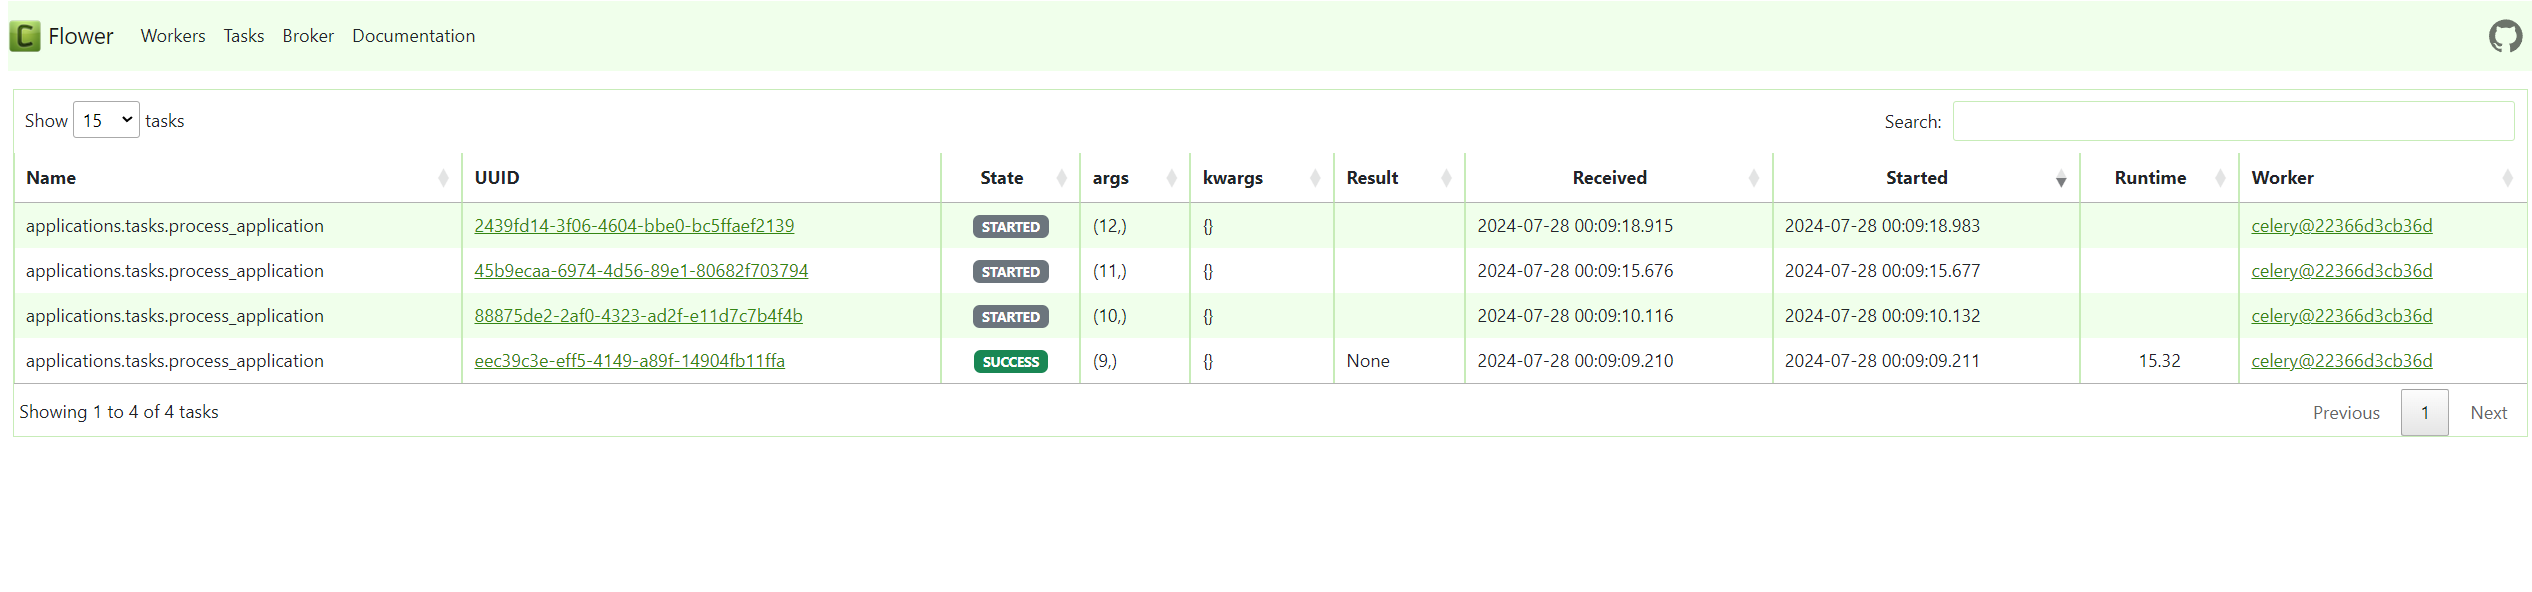 C Flower Workers Tasks Broker Documentation
Show 15 tasks Search:
Name UUID State args kwargs Result Received Started Runtime Worker
applications.tasks.process_application 2439fd14-3f06-4604-bbe0-bc5ffaef2139 STARTED (12,) {} 2024-07-28 00:09:18.915 2024-07-28 00:09:18.983 celery@22366d3cb36d
applications.tasks.process_application 45b9ecaa-6974-4d56-89e1-80682f703794 STARTED (11,) {} 2024-07-28 00:09:15.676 2024-07-28 00:09:15.677 celery@22366d3cb36d
applications.tasks.process_application 88875de2-2af0-4323-ad2f-e11d7c7b4f4b STARTED (10,) {} 2024-07-28 00:09:10.116 2024-07-28 00:09:10.132 celery@22366d3cb36d
applications.tasks.process_application eec39c3e-eff5-4149-a89f-14904fb11ffa SUCCESS (9,) {} None 2024-07-28 00:09:09.210 2024-07-28 00:09:09.211 15.32 celery@22366d3cb36d
Showing 1 to 4 of 4 tasks Previous 1 Next